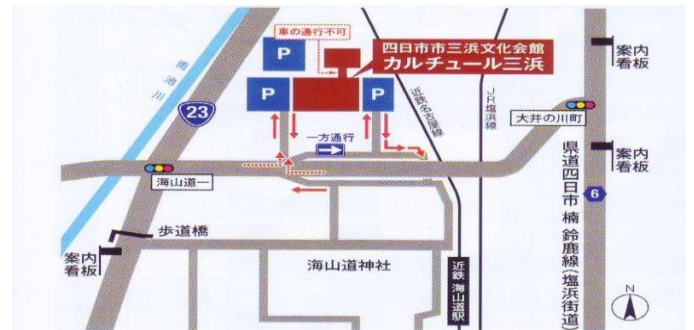 車の通行不可
四日市市三浜文化会館
カルチュール三浜
P
P
P
案内
看板
雨池川
23
近鉄名古屋線
JR塩浜線
大井の川町
一方通行
海山道一
案内
看板
県道四日市 楠 鈴鹿線(塩浜街道)
6
歩道橋
案内
看板
海山道神社
近鉄 海山道駅
N